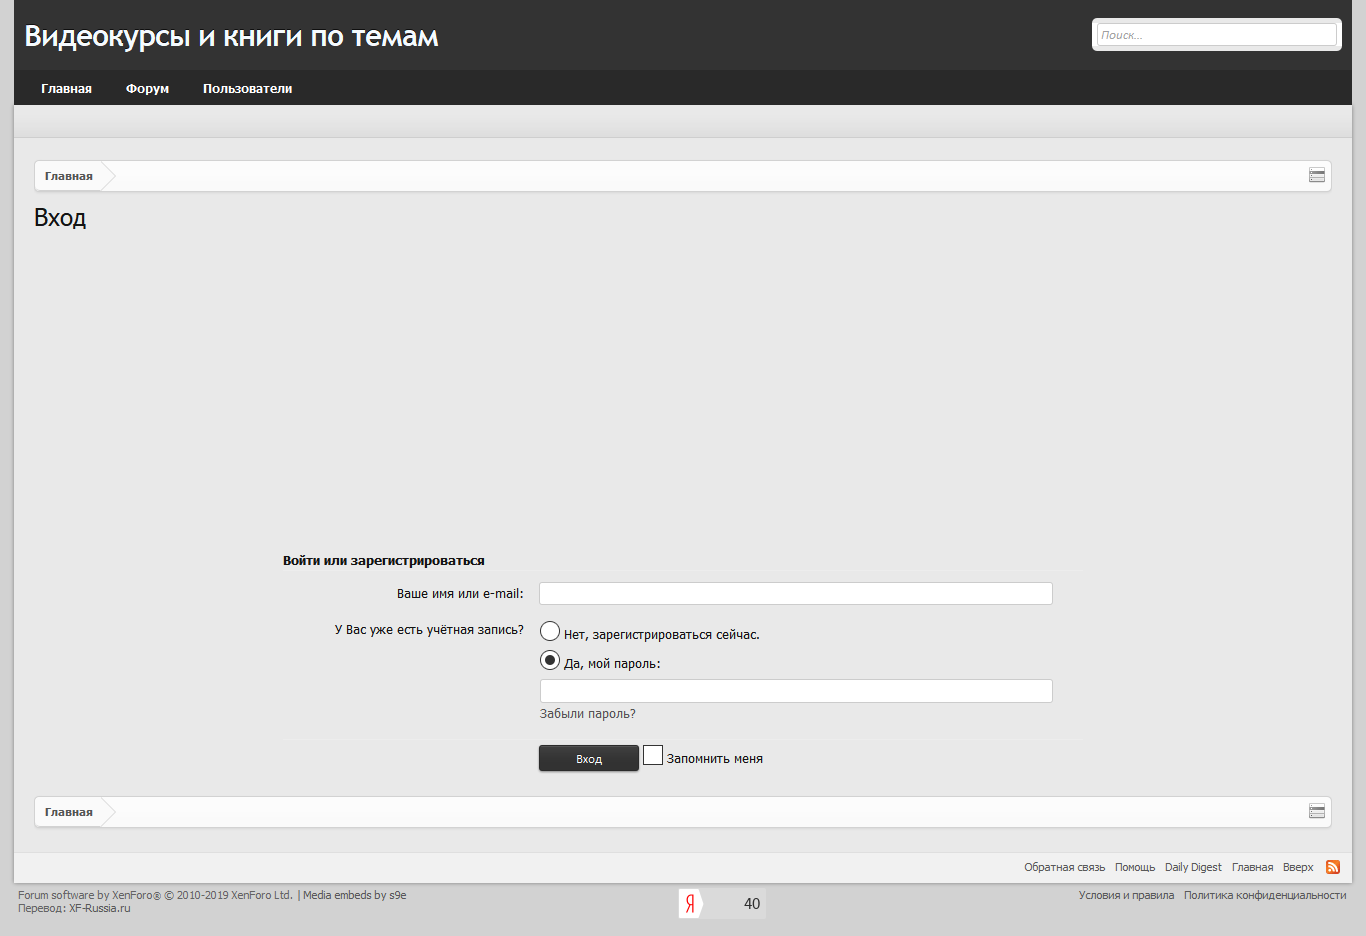 Видеокурсы и книги по темам
Поиск...
Главная Форум Пользователи
Главная
Вход
Войти или зарегистрироваться
Ваше имя или e-mail:
У Вас уже есть учётная запись?
Нет, зарегистрироваться сейчас.
Да, мой пароль:
Забыли пароль?
Вход Запомнить меня
Главная
Обратная связь Помощь Daily Digest Главная Вверх
Forum software by XenForo® © 2010-2019 XenForo Ltd. | Media embeds by s9e
Перевод: XF-Russia.ru
Я 40
Условия и правила Политика конфиденциальности